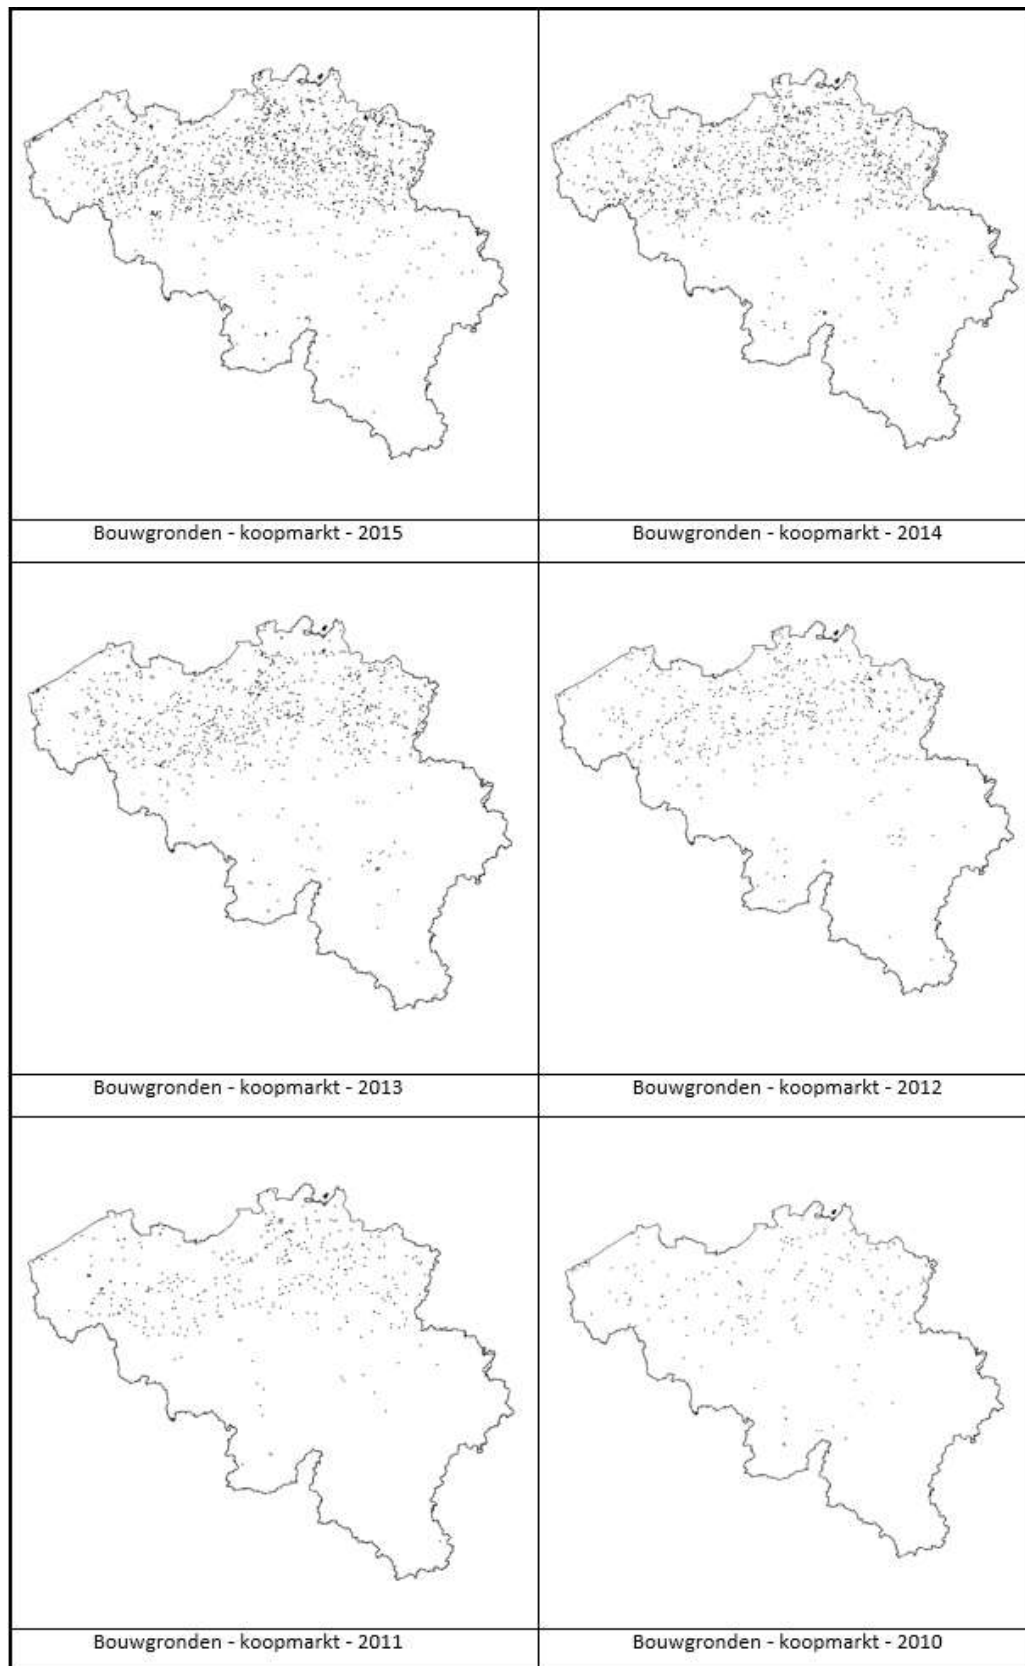 Bouwgronden - koopmarkt - 2015
Bouwgronden - koopmarkt - 2014
Bouwgronden - koopmarkt - 2013
Bouwgronden - koopmarkt - 2012
Bouwgronden - koopmarkt - 2011
Bouwgronden - koopmarkt - 2010